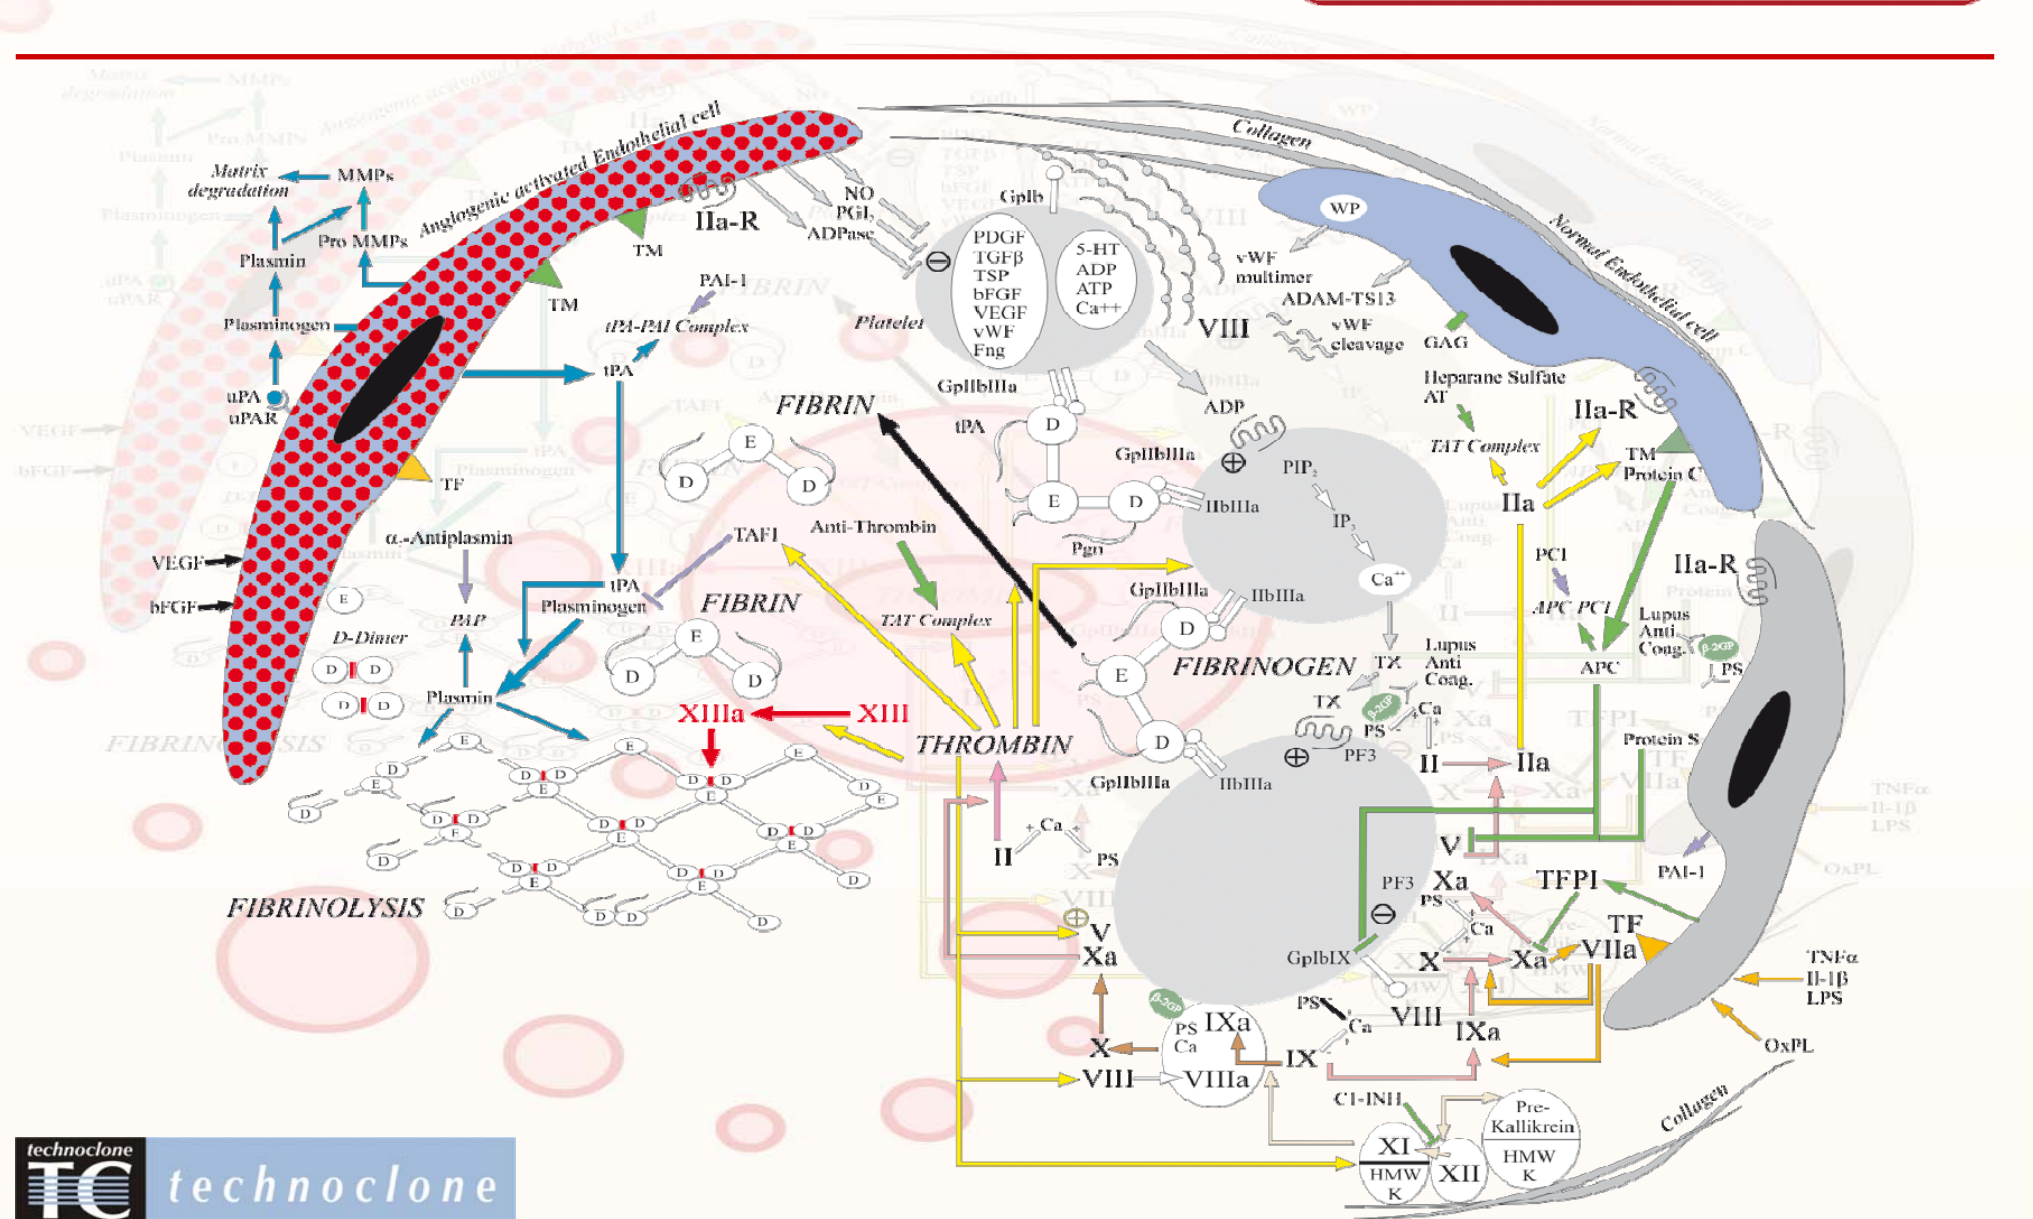 Angiogenic activated Endothelial cell
Matrix
degradation
MMPs
Pro MMPs
Plasmin
Plasminogen
uPA
uPAR
VEGF
bFGF
TF
TM
TM
IIa-R
NO
PGI₂
ADPase
PAI-1
tPA-PAI Complex
tPA
Platelet
GpIb
PDGF
TGFβ
TSP
bFGF
VEGF
vWF
Fng
5-HT
ADP
ATP
Ca++
Collagen
Normal Endothelial cell
WP
vWF
multimer
ADAM-TS13
vWF
cleavage
VIII
GAG
Heparane Sulfate
AT
TAT Complex
IIa-R
TM
Protein C
IIa
PCI
APC-PCI
APC
Lupus
Anti
Coag.
β-2GP
PS
IIa-R
Protein S
GpIIbIIIa
tPA
D
E
D
Pgn
GpIIbIIIa
IIbIIIa
ADP
PIP₂
IP₃
Ca++
TX
TX
PF3
GpIIbIIIa
IIbIIIa
D
E
D
GpIIbIIIa
IIbIIIa
FIBRINOGEN
Lupus
Anti
Coag.
β-2GP
PS
Ca
II
IIa
FIBRIN
E
D
D
TAFI
Anti-Thrombin
TAT Complex
α₂-Antiplasmin
PAP
Plasmin
tPA
Plasminogen
FIBRIN
E
D
D
E
D-Dimer
D D
D D
XIIIa
XIII
THROMBIN
FIBRINOLYSIS
II
Ca
PS
V
Xa
X
VIII
β-2GP
PS
Ca
IXa
VIIIa
IX
PS
Ca
GpIbIX
PF3
V
Xa
PS
Ca
X
Xa
VIII
IXa
TFPI
TF
VIIa
PAI-1
TNFα
Il-1β
LPS
OxPL
C1-INH
XI
HMW
K
XII
Pre-
Kallikrein
HMW
K
Collagen
technoclone
TC
technoclone